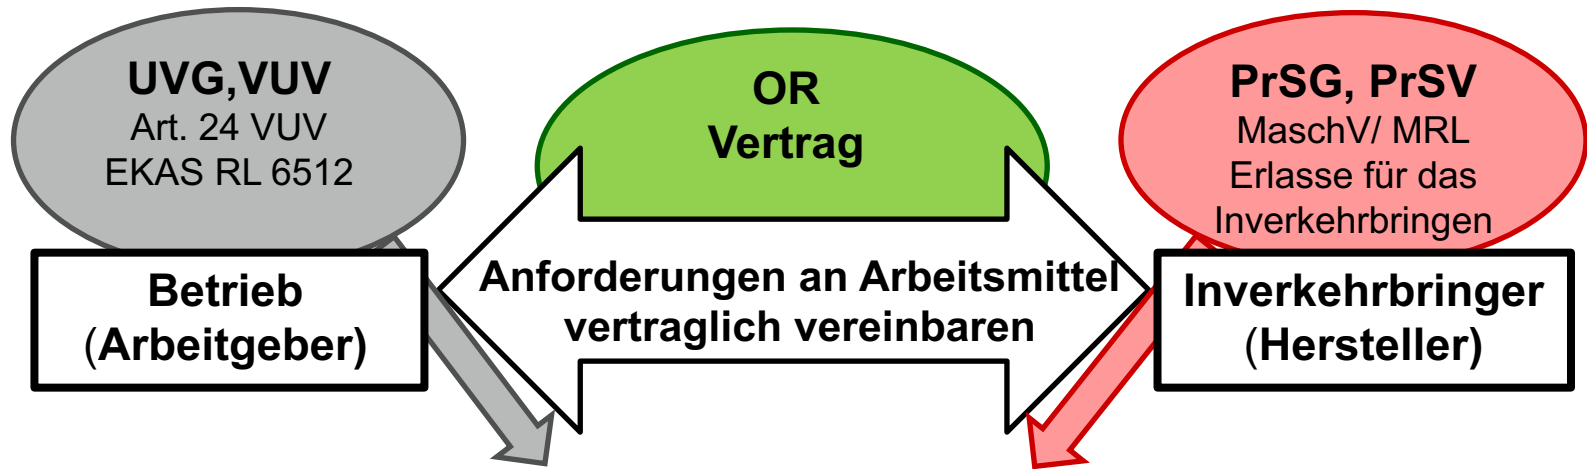 UVG,VUV
Art. 24 VUV
EKAS RL 6512
Betrieb
(Arbeitgeber)
OR
Vertrag
Anforderungen an Arbeitsmittel
vertraglich vereinbaren
PrSG, PrSV
MaschV/ MRL
Erlasse für das
Inverkehrbringen
Inverkehrbringer
(Hersteller)